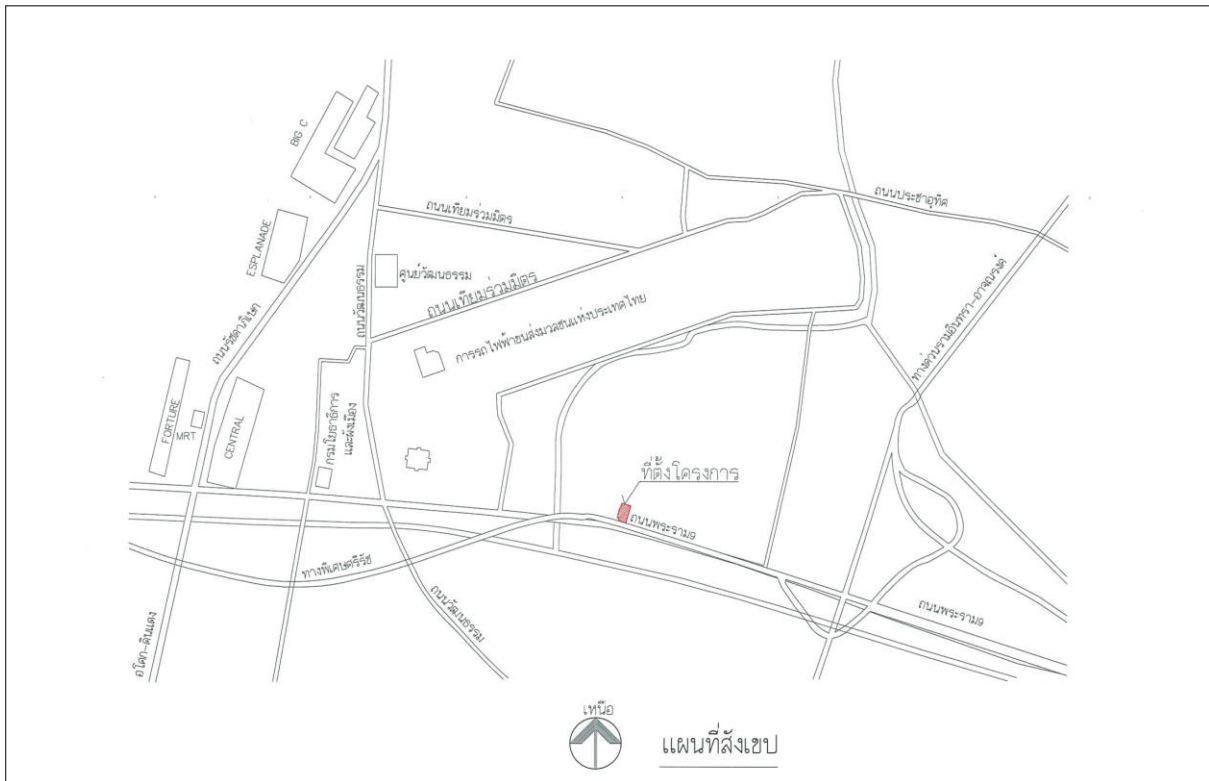 BIG C
ถนนเทียมร่วมมิตร
ถนนประชาอุทิศ
ESPLANADE
ศูนย์วัฒนธรรม
ถนนวัฒนธรรม
ถนนเทียมร่วมมิตร
ถนนรัชดาภิเษก
การรถไฟฟ้าขนส่งมวลชนแห่งประเทศไทย
ทางด่วนรามอินทรา-อาจณรงค์
FORTURE
MRT
CENTRAL
กรมโยธาธิการ
และผังเมือง
ที่ตั้งโครงการ
ถนนพระราม9
ทางพิเศษศรีรัช
ถนนวัฒนธรรม
ถนนพระราม9
อโศก-ดินแดง
เหนือ
แผนที่สังเขป